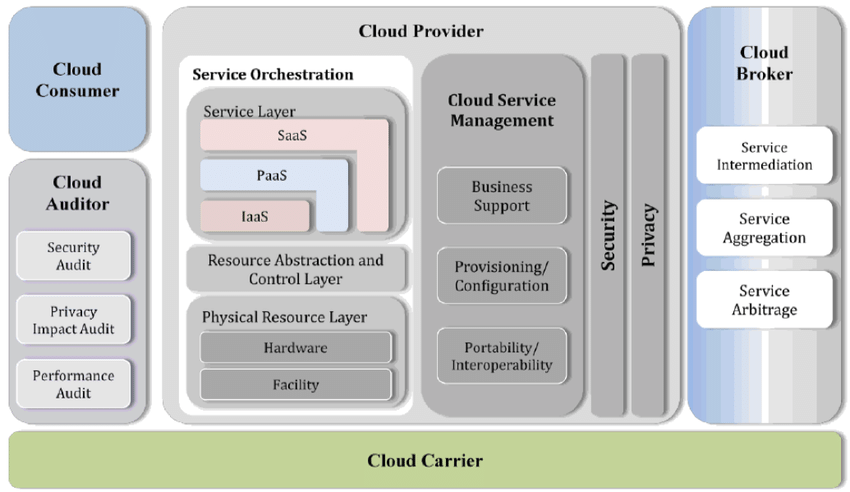 Cloud
Consumer
Cloud
Auditor
Security
Audit
Privacy
Impact Audit
Performance
Audit
Cloud Provider
Service Orchestration
Service Layer
SaaS
PaaS
IaaS
Resource Abstraction and
Control Layer
Physical Resource Layer
Hardware
Facility
Cloud Service
Management
Business
Support
Provisioning/
Configuration
Portability/
Interoperability
Security
Privacy
Cloud
Broker
Service
Intermediation
Service
Aggregation
Service
Arbitrage
Cloud Carrier